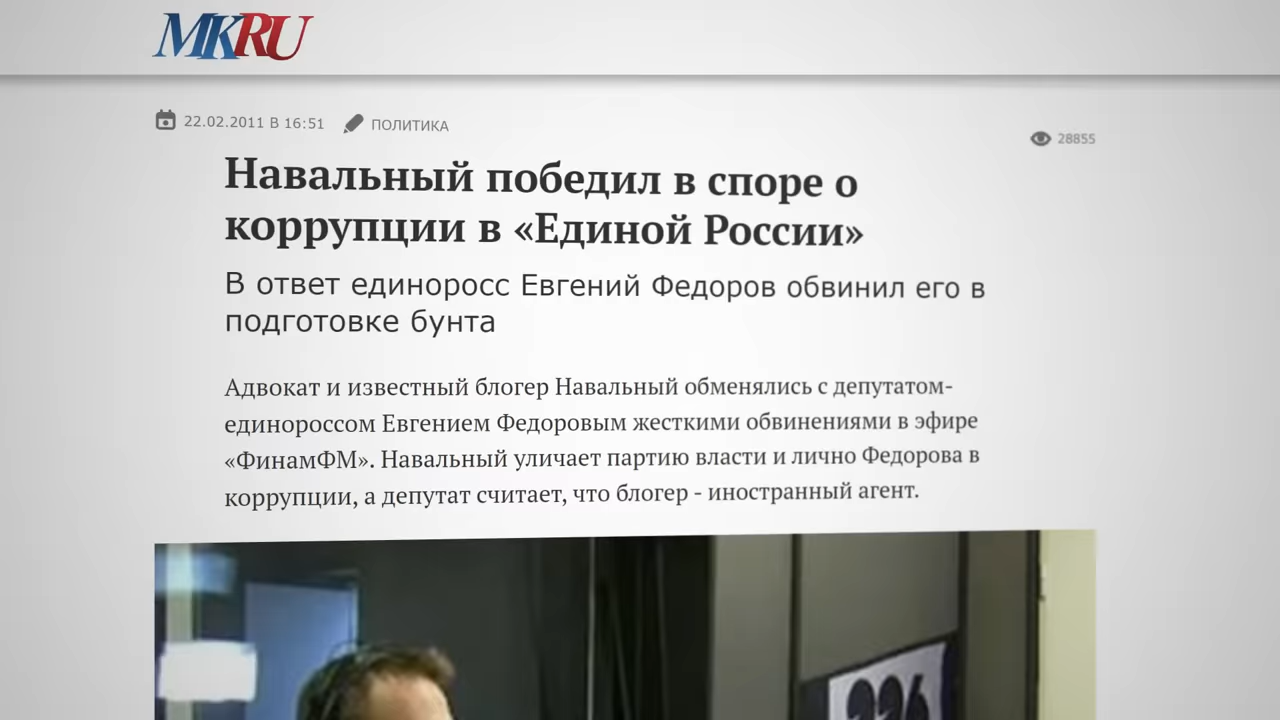 MKRU
22.02.2011 В 16:51 ПОЛИТИКА
28855
Навальный победил в споре о
коррупции в «Единой России»
В ответ единоросс Евгений Федоров обвинил его в
подготовке бунта
Адвокат и известный блогер Навальный обменялись с депутатом-
единороссом Евгением Федоровым жесткими обвинениями в эфире
«ФинамФМ». Навальный уличает партию власти и лично Федорова в
коррупции, а депутат считает, что блогер - иностранный агент.